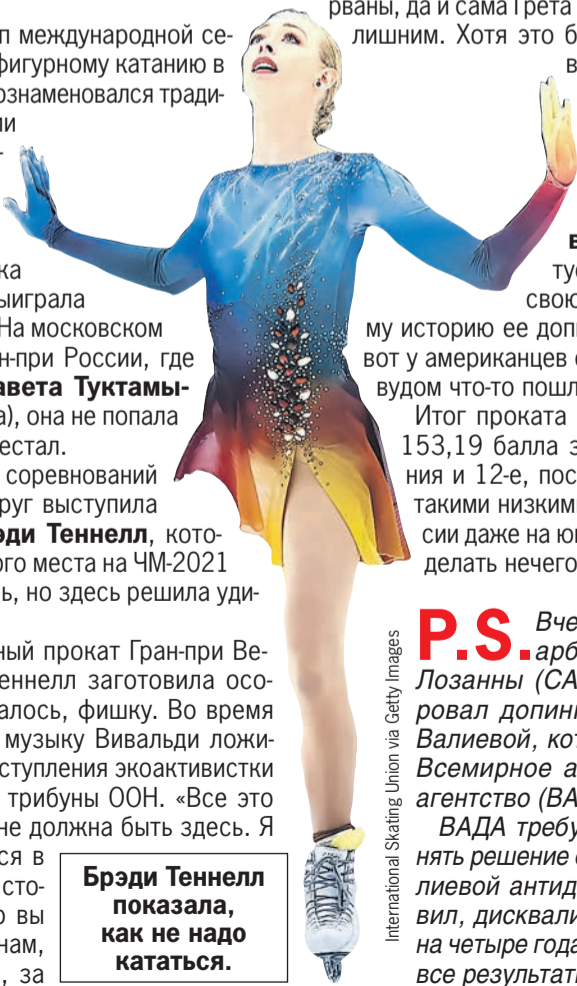 п международной се-
фигурному катанию в
ознаменовался тради-
ии
-
ка
ыиграла
На московском
н-при России, где
авета Туктамы-
а), она не попала
естал.
соревнований
руг выступила
эди Теннелл, кото-
ого места на ЧМ-2021
ь, но здесь решила уди-
ный прокат Гран-при Ве-
еннелл заготовила осо-
алось, фишку. Во время
музыку Вивальди ложи-
ступления экоактивистки
трибуны ООН. «Все это
не должна быть здесь. Я
ся в
сто-
о вы
нам,
, за
Брэди Теннелл
показала,
как не надо
кататься.
International Skating Union via Getty Images
рваны, да и сама Грета
лишним. Хотя это б
в
в
тус
свою
му историю ее допи
вот у американцев с
вудом что-то пошл
Итог проката
153,19 балла з
ния и 12-е, пос
такими низким
сии даже на юн
делать нечего
P.S. Вче
арб
Лозанны (СА
ровал допинг
Валиевой, кот
Всемирное а
агентство (ВА
ВАДА требу
нять решение о
лиевой антид
вил, дисквали
на четыре года
все результат